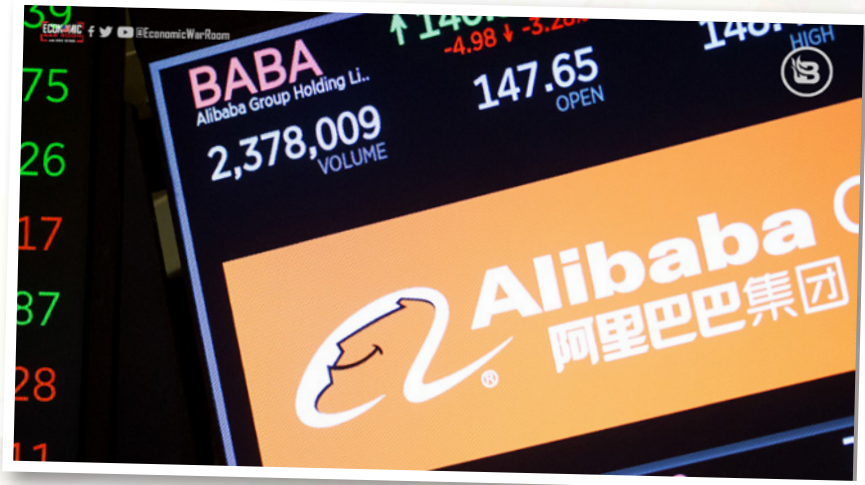 39
75
26
17
87
28
11
ECONOMIC
@EconomicWarRoom
BABA
Alibaba Group Holding Li..
2,378,009
VOLUME
-4.98 ↓ -3.28%
147.65
OPEN
HIGH
B
Alibaba
阿里巴巴集团
®